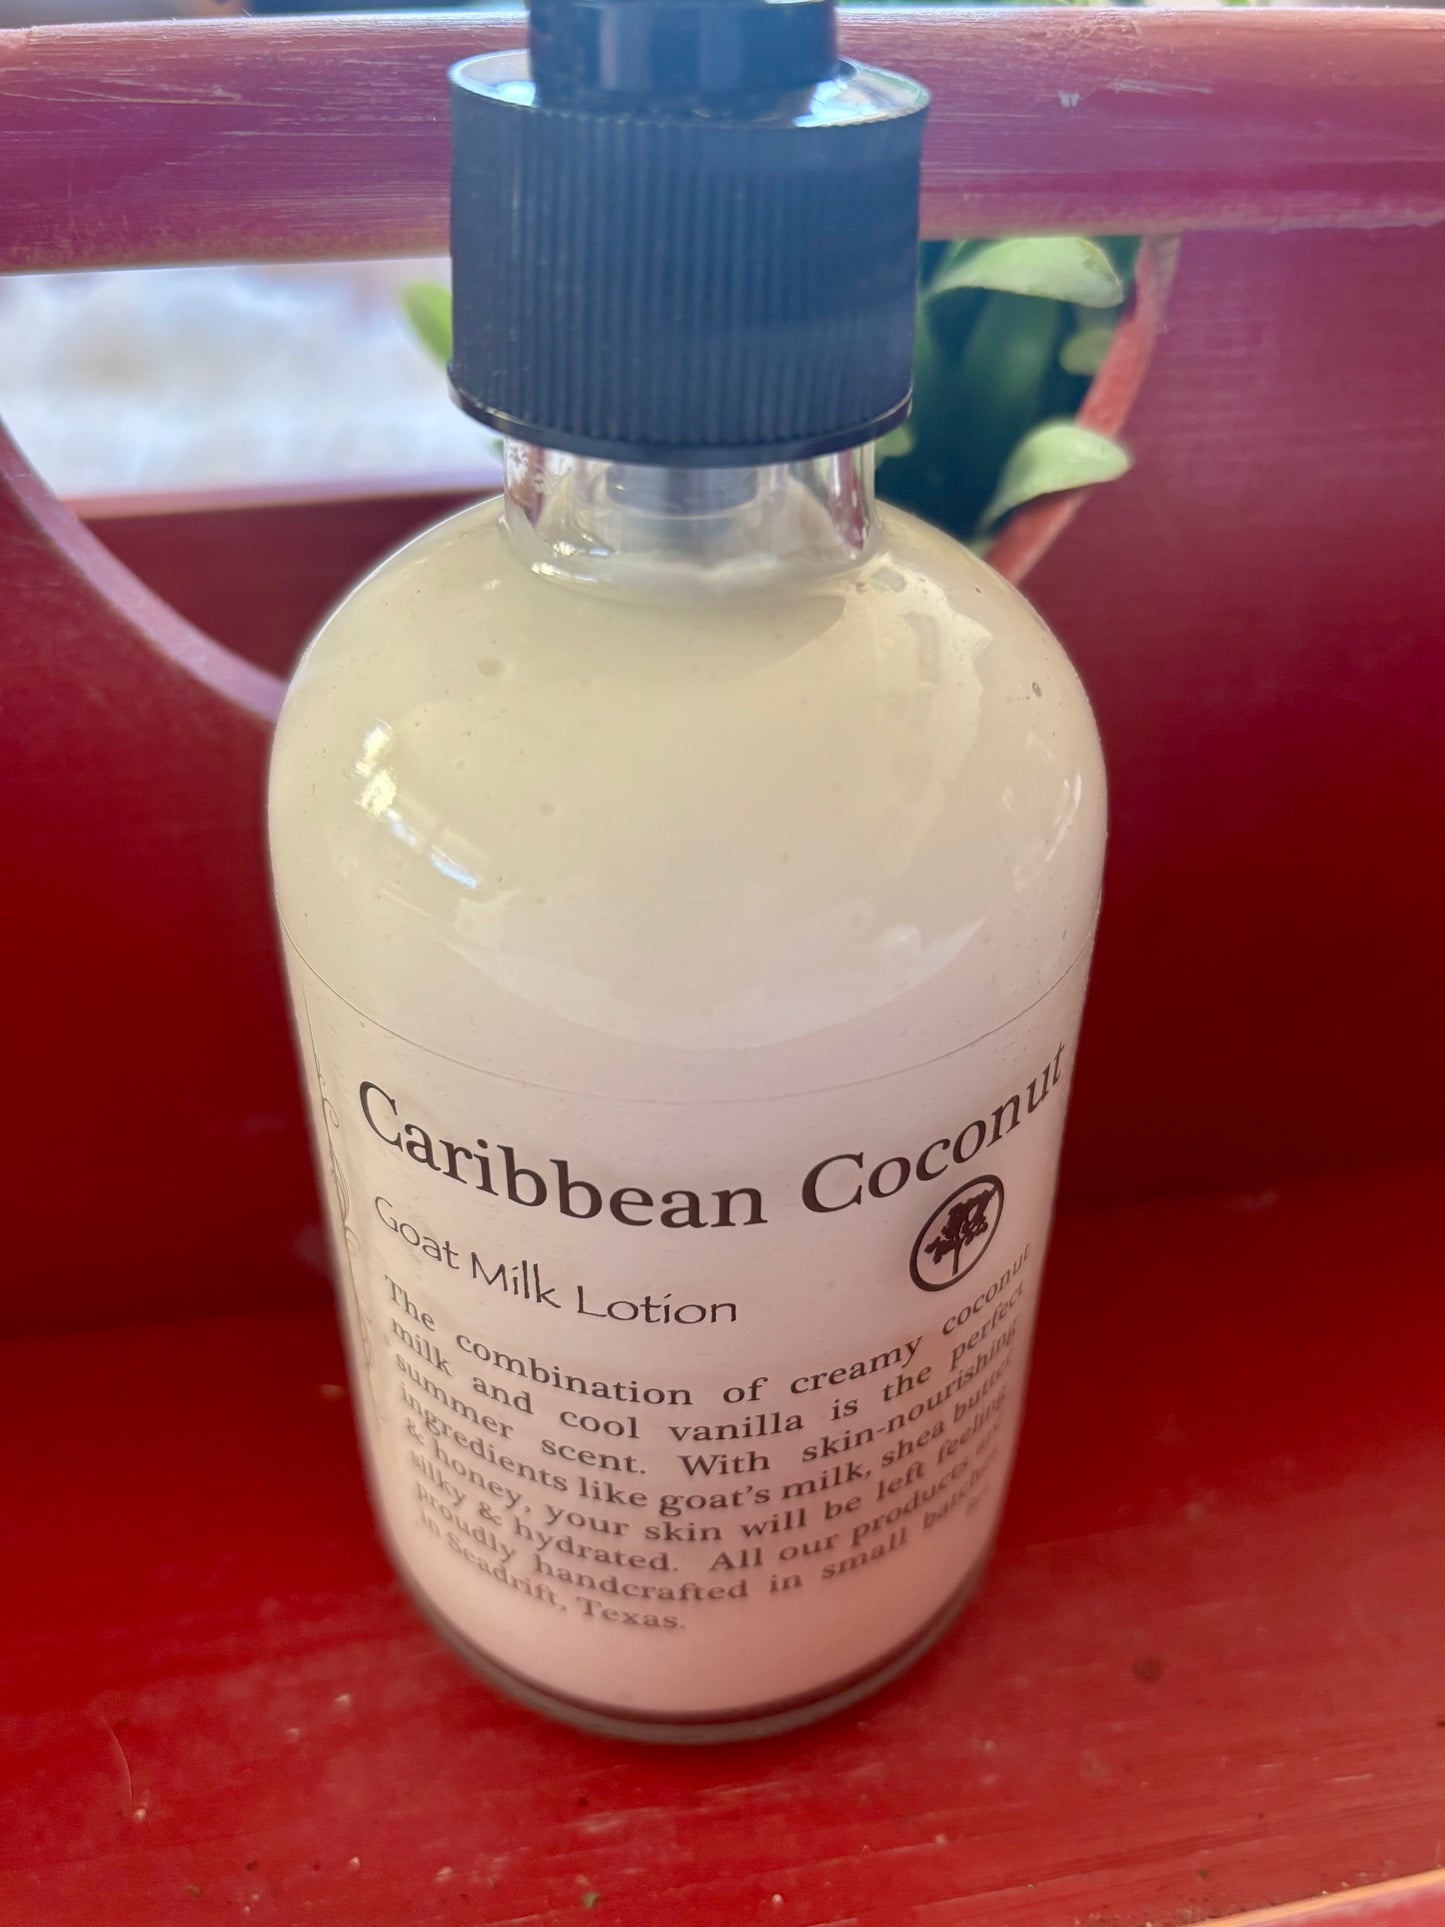 Caribbean Coconut
Goat Milk Lotion
The combination of creamy coconut
milk and cool vanilla is the perfect
summer scent. With skin-nourishing
ingredients like goat's milk, shea butter
& honey, your skin will be left feeling
silky & hydrated. All our products are
proudly handcrafted in small batches
in Seadrift, Texas.